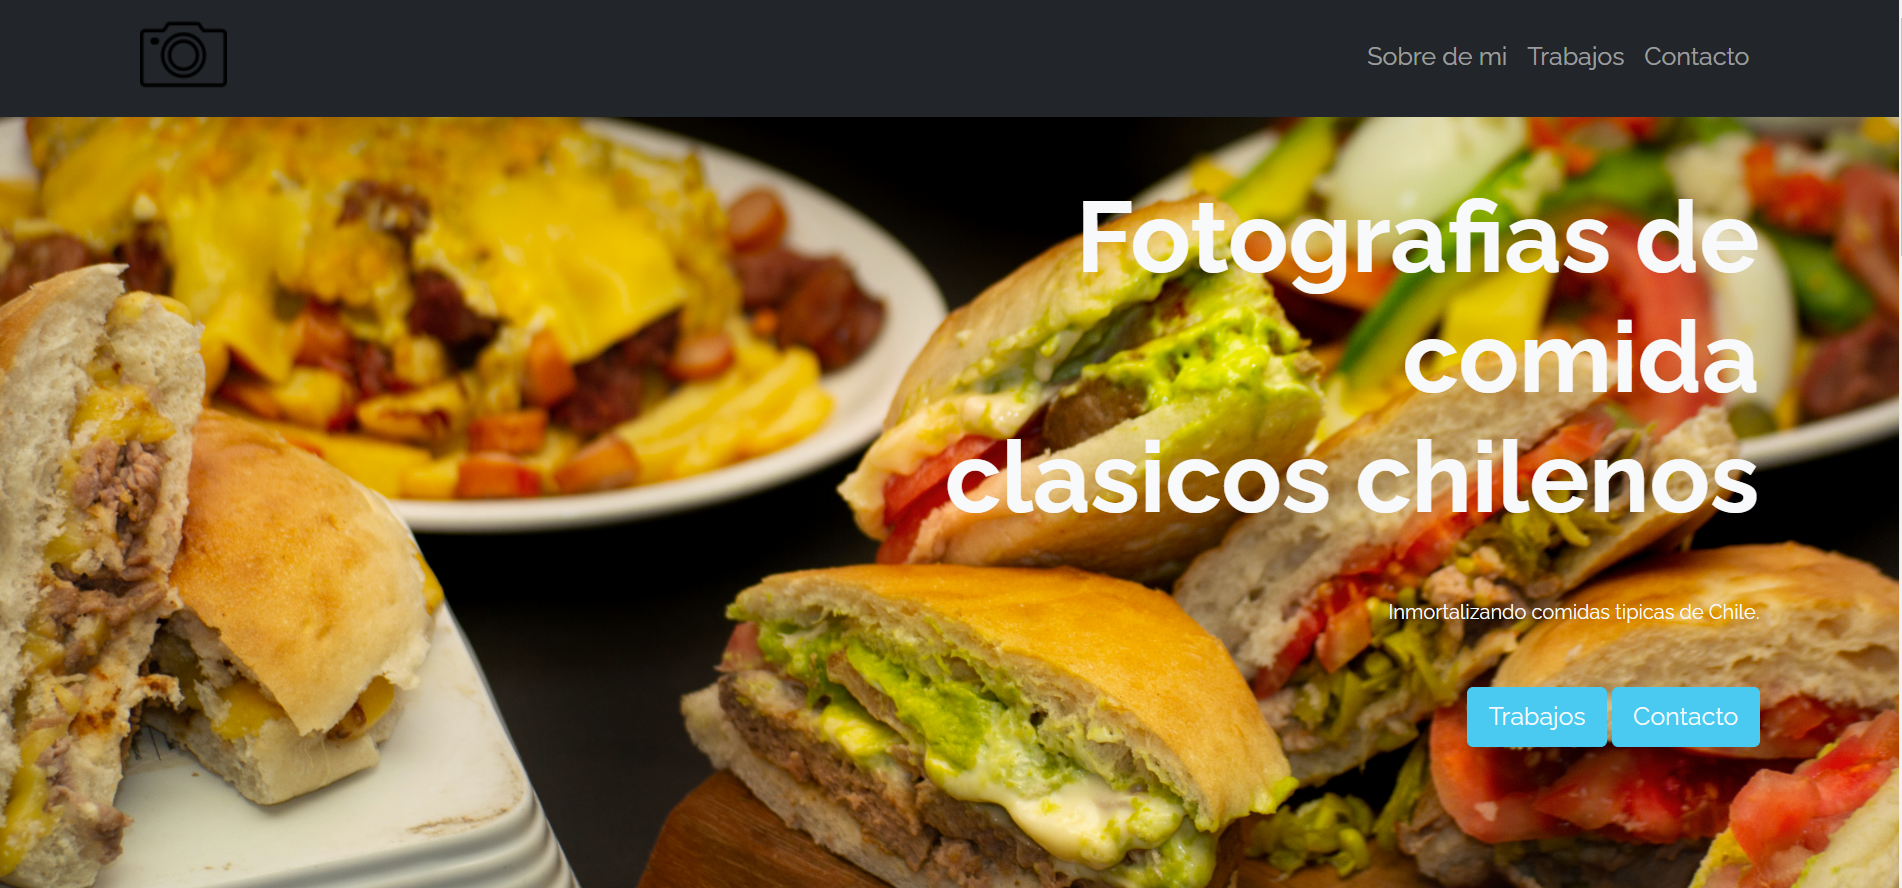 Sobre de mi Trabajos Contacto
Fotografias de
comida
clasicos chilenos
Inmortalizando comidas tipicas de Chile.
Trabajos Contacto